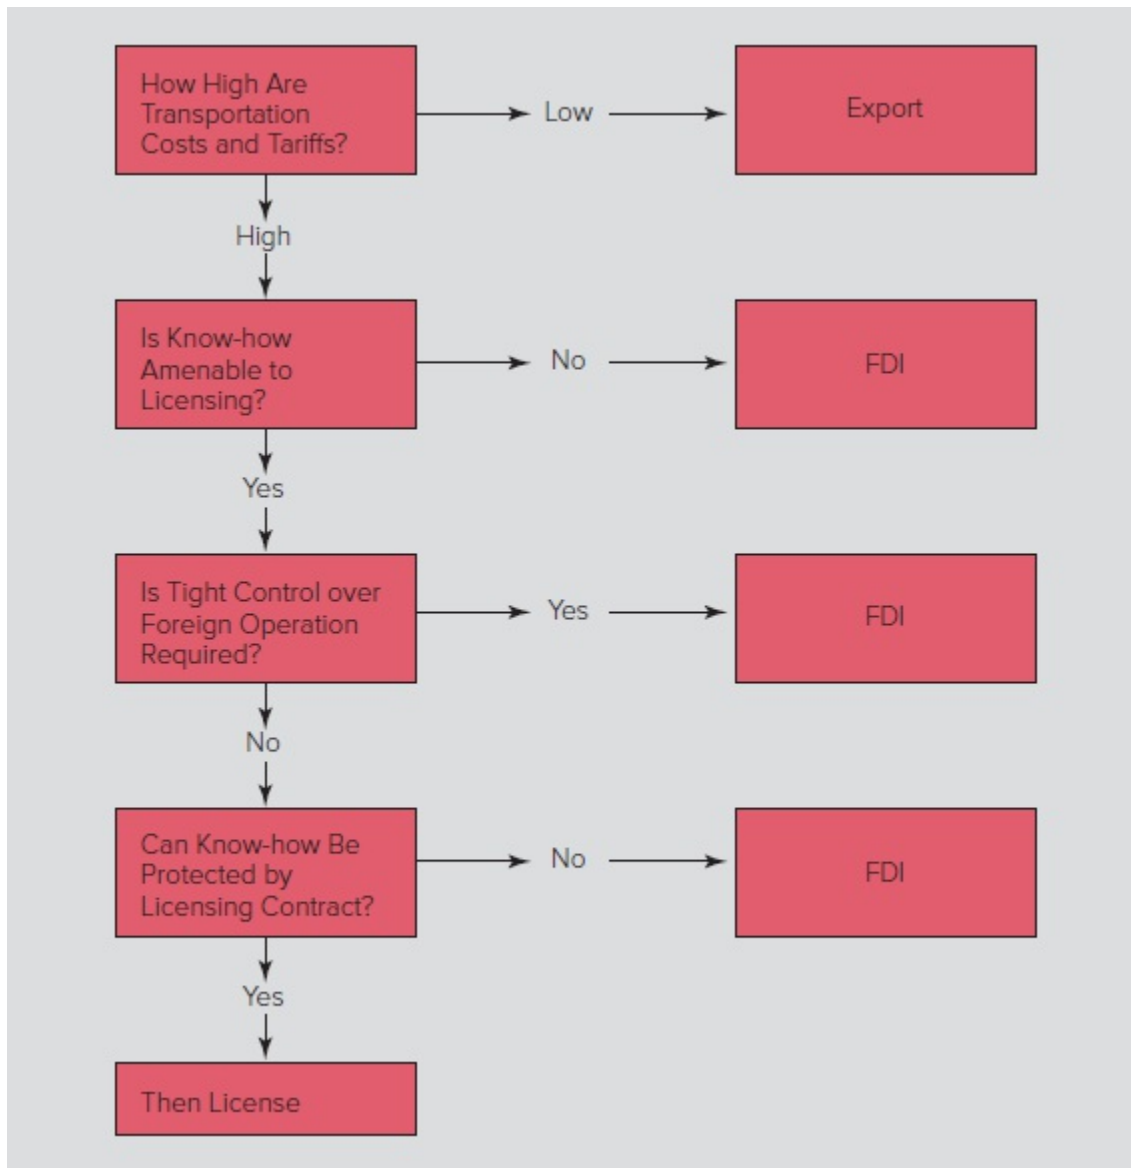 How High Are
Transportation
Costs and Tariffs?
Low
Export
High
Is Know-how
Amenable to
Licensing?
No
FDI
Yes
Is Tight Control over
Foreign Operation
Required?
Yes
FDI
No
Can Know-how Be
Protected by
Licensing Contract?
No
FDI
Yes
Then License